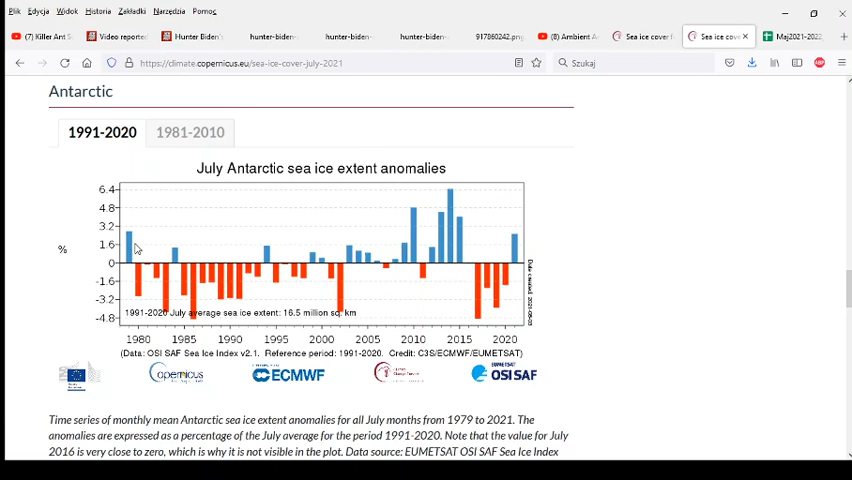 Plik Edycja Widok Historia Zakładki Narzędzia Pomoc
(7) Killer Ant S Video reporte Hunter Biden's hunter-biden- hunter-biden- hunter-biden- 917860242.png (8) Ambient A Sea ice cover f Sea ice cove Maj2021-2022
https://climate.copernicus.eu/sea-ice-cover-july-2021 Szukaj
Antarctic
1991-2020 1981-2010
July Antarctic sea ice extent anomalies
6.4
4.8
3.2
1.6
0
-1.6
-3.2
-4.8
%
1991-2020 July average sea ice extent: 16.5 million sq. km
1980 1985 1990 1995 2000 2005 2010 2015 2020
(Data: OSI SAF Sea Ice Index v2.1. Reference period: 1991-2020. Credit: C3S/ECMWF/EUMETSAT)
opernicus ECMWF EUMETSAT OSI SAF
Time series of monthly mean Antarctic sea ice extent anomalies for all July months from 1979 to 2021. The
anomalies are expressed as a percentage of the July average for the period 1991-2020. Note that the value for July
2016 is very close to zero, which is why it is not visible in the plot. Data source: EUMETSAT OSI SAF Sea Ice Index